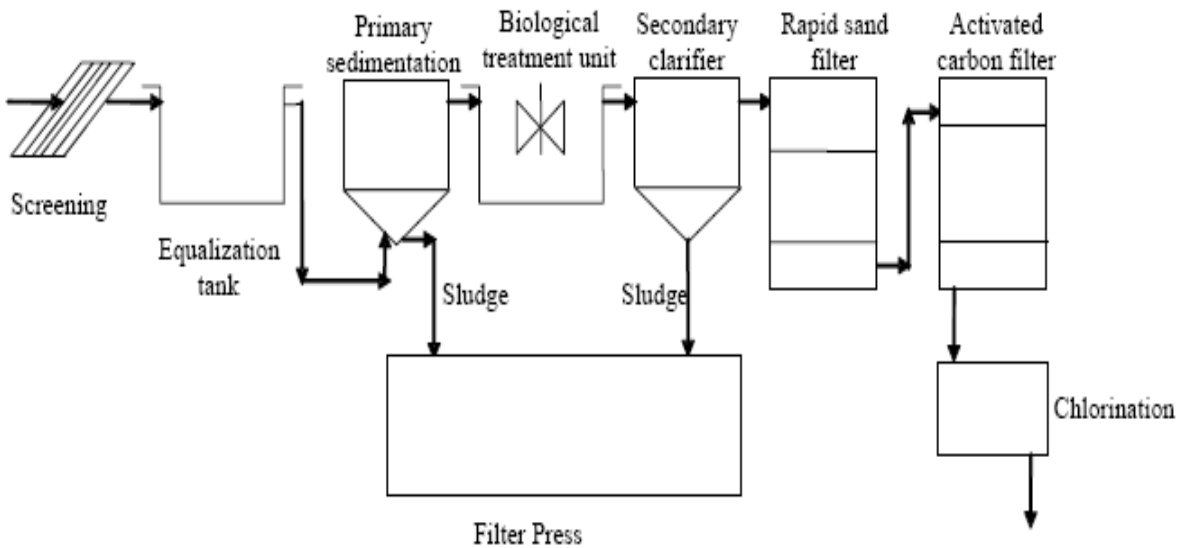 Primary
sedimentation
Biological
treatment unit
Secondary
clarifier
Rapid sand
filter
Activated
carbon filter
Screening
Equalization
tank
Sludge
Sludge
Chlorination
Filter Press